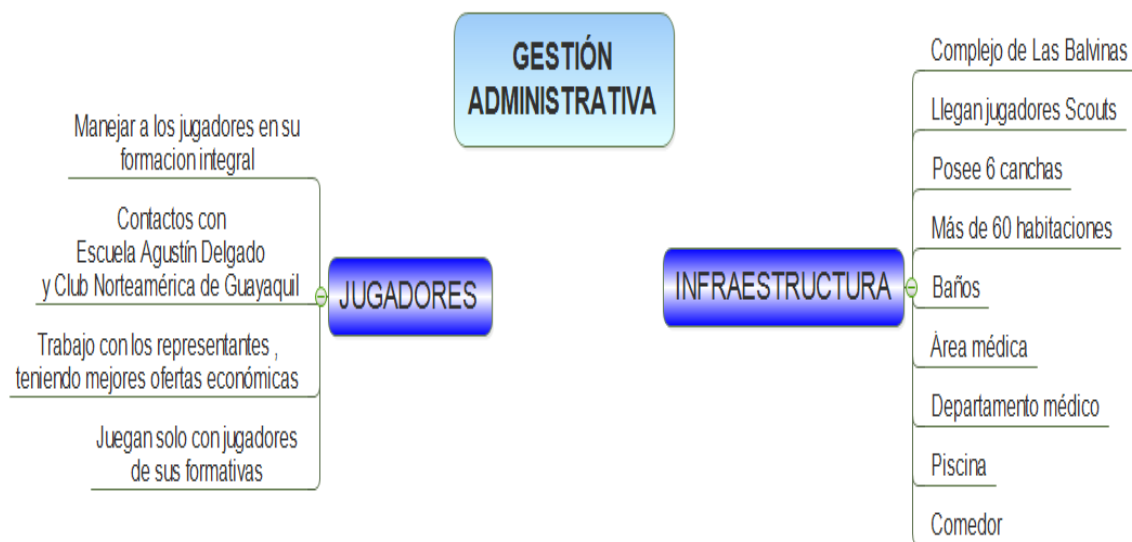 GESTIÓN
ADMINISTRATIVA
Manejar a los jugadores en su
formacion integral
Contactos con
Escuela Agustín Delgado
y Club Norteamérica de Guayaquil
Trabajo con los representantes ,
teniendo mejores ofertas económicas
Juegan solo con jugadores
de sus formativas
JUGADORES
INFRAESTRUCTURA
Complejo de Las Balvinas
Llegan jugadores Scouts
Posee 6 canchas
Más de 60 habitaciones
Baños
Àrea médica
Departamento médico
Piscina
Comedor